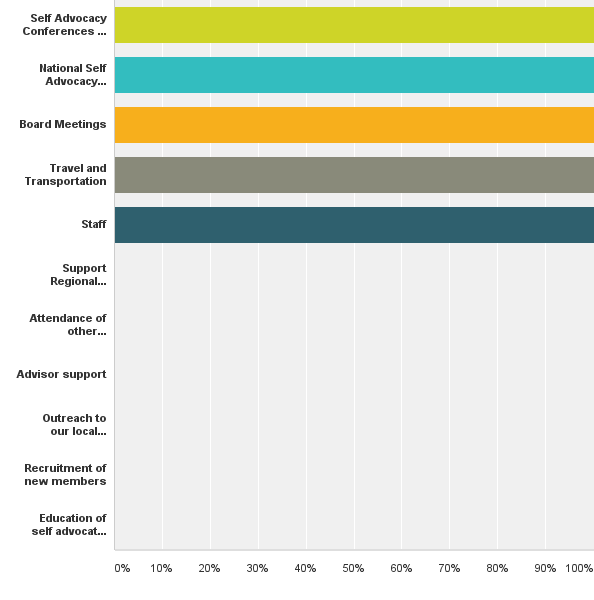 Self Advocacy
Conferences ...
National Self
Advocacy...
Board Meetings
Travel and
Transportation
Staff
Support
Regional...
Attendance of
other...
Advisor support
Outreach to
our local...
Recruitment of
new members
Education of
self advocat...
0% 10% 20% 30% 40% 50% 60% 70% 80% 90% 100%